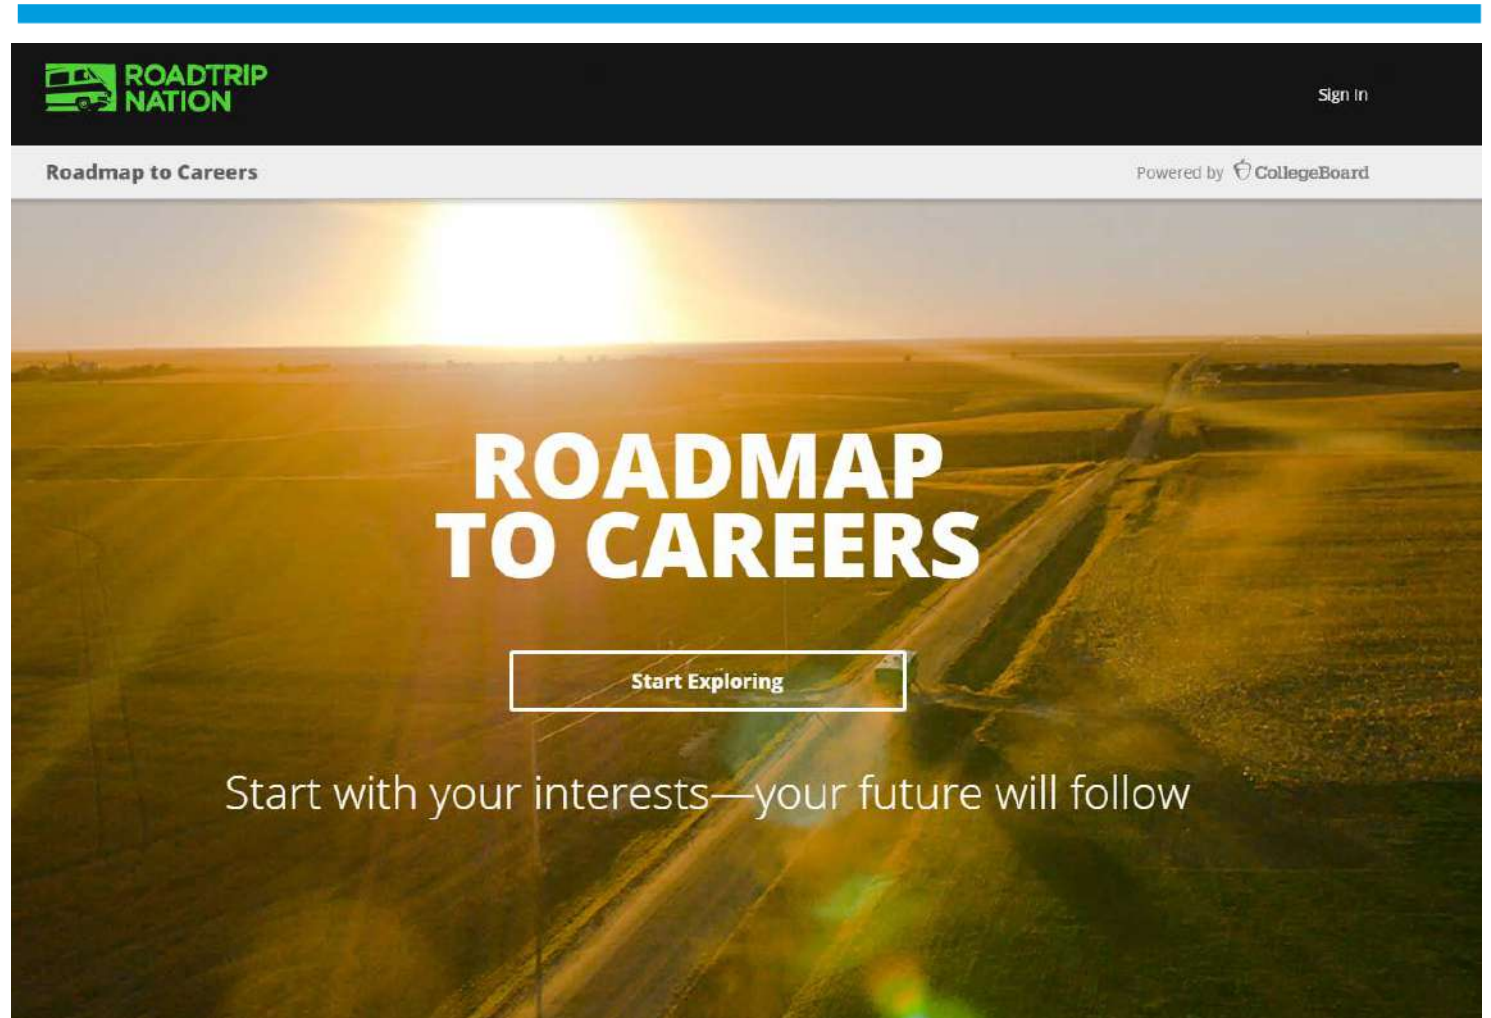 ROADTRIP
NATION
Sign In
Roadmap to Careers
Powered by CollegeBoard
ROADMAP
TO CAREERS
Start Exploring
Start with your interests—your future will follow